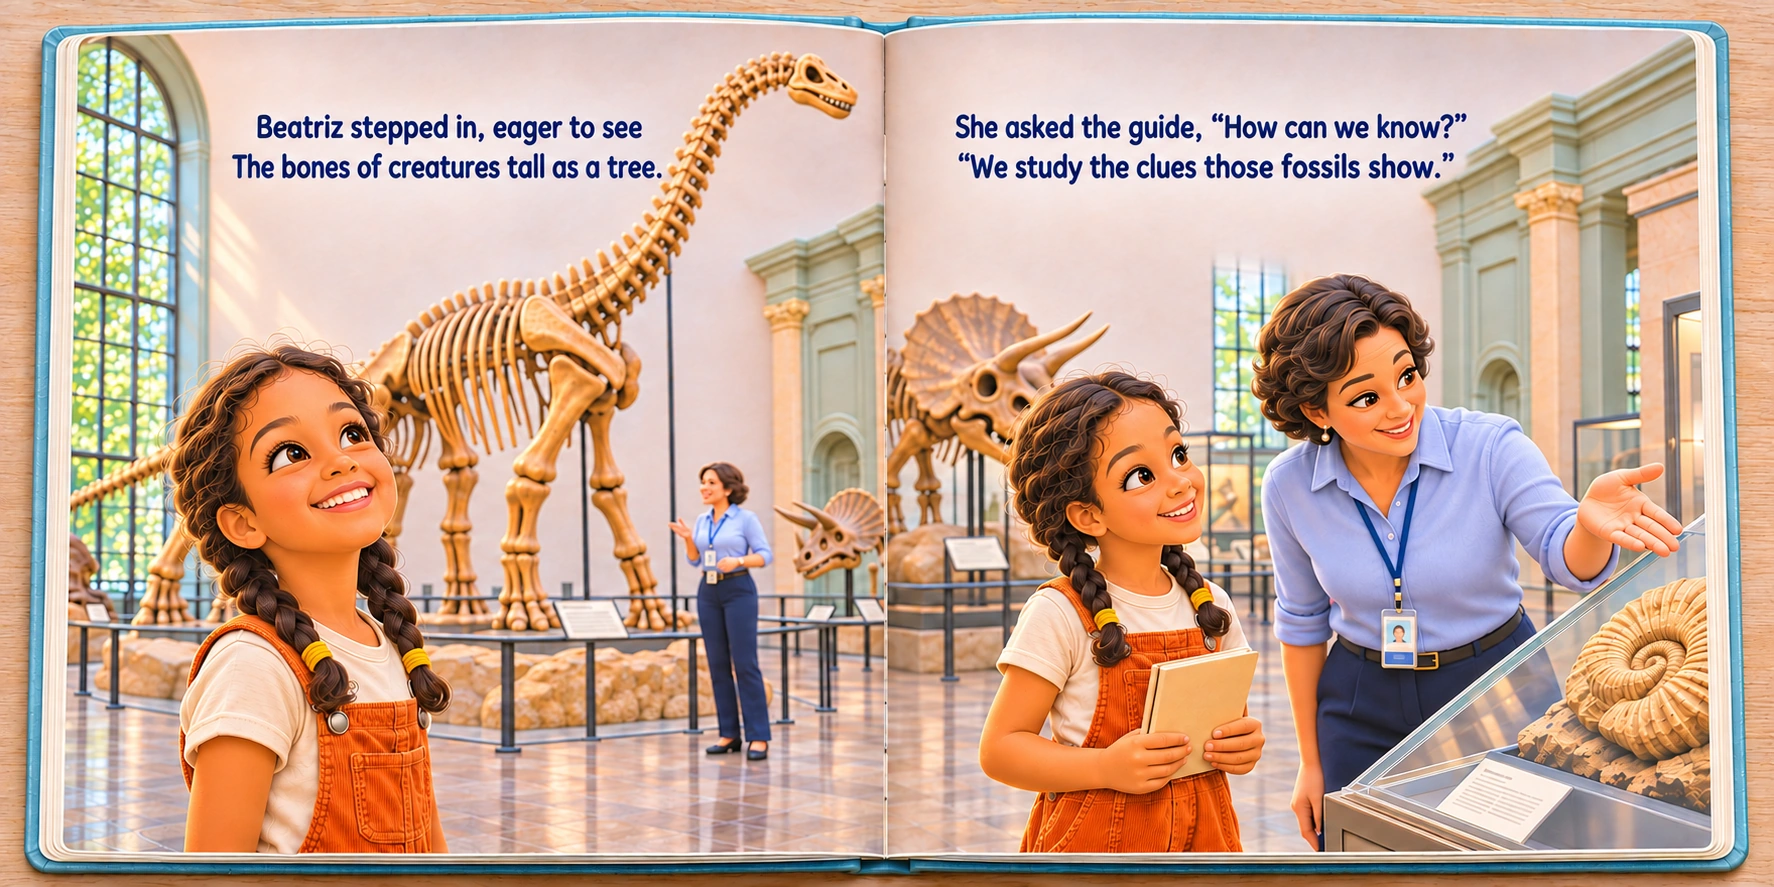 Beatriz stepped in, eager to see
The bones of creatures tall as a tree.
She asked the guide, “How can we know?”
“We study the clues those fossils show.”